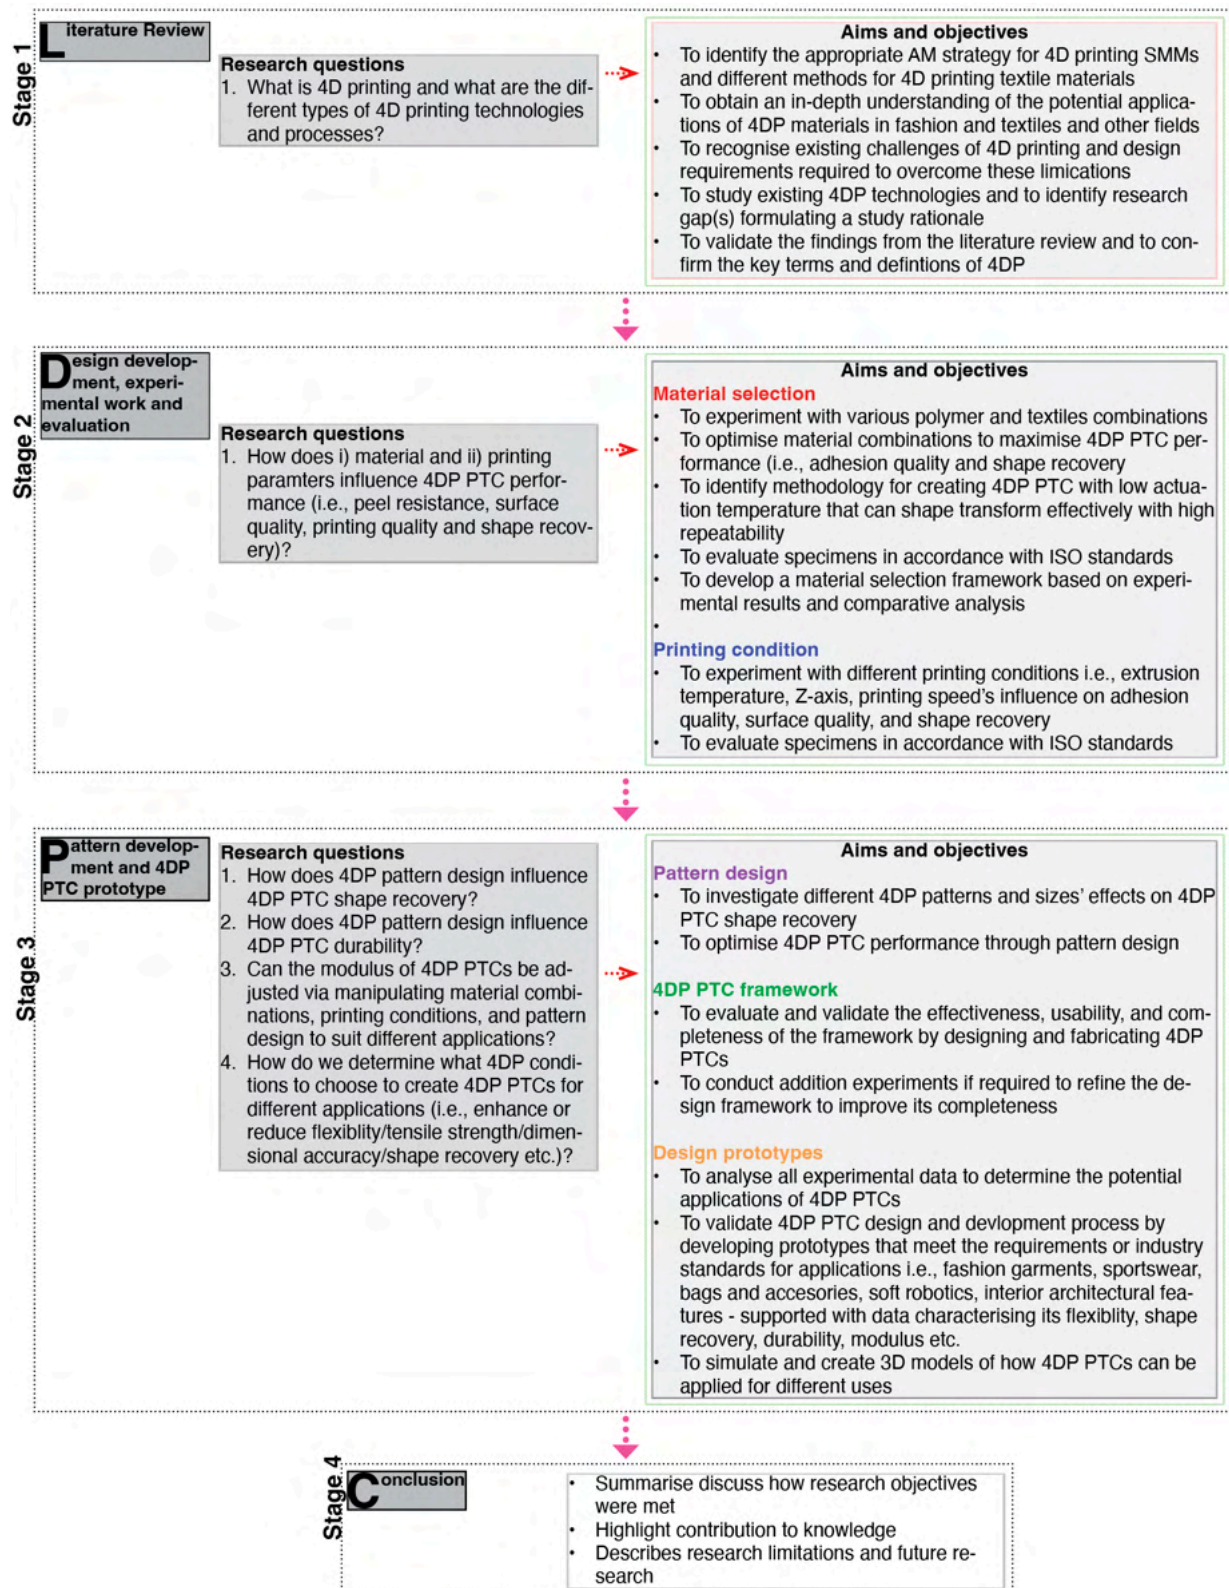 Stage 1
Literature Review
Research questions
1. What is 4D printing and what are the dif-
ferent types of 4D printing technologies
and processes?
Aims and objectives
• To identify the appropriate AM strategy for 4D printing SMMs
and different methods for 4D printing textile materials
• To obtain an in-depth understanding of the potential applica-
tions of 4DP materials in fashion and textiles and other fields
• To recognise existing challenges of 4D printing and design
requirements required to overcome these limications
• To study existing 4DP technologies and to identify research
gap(s) formulating a study rationale
• To validate the findings from the literature review and to con-
firm the key terms and defintions of 4DP
Stage 2
Design develop-
ment, experi-
mental work and
evaluation
Research questions
1. How does i) material and ii) printing
paramters influence 4DP PTC perfor-
mance (i.e., peel resistance, surface
quality, printing quality and shape recov-
ery)?
Aims and objectives
Material selection
• To experiment with various polymer and textiles combinations
• To optimise material combinations to maximise 4DP PTC per-
formance (i.e., adhesion quality and shape recovery
• To identify methodology for creating 4DP PTC with low actua-
tion temperature that can shape transform effectively with high
repeatability
• To evaluate specimens in accordance with ISO standards
• To develop a material selection framework based on experi-
mental results and comparative analysis
•
Printing condition
• To experiment with different printing conditions i.e., extrusion
temperature, Z-axis, printing speed's influence on adhesion
quality, surface quality, and shape recovery
• To evaluate specimens in accordance with ISO standards
Stage 3
Pattern develop-
ment and 4DP
PTC prototype
Research questions
1. How does 4DP pattern design influence
4DP PTC shape recovery?
2. How does 4DP pattern design influence
4DP PTC durability?
3. Can the modulus of 4DP PTCs be ad-
justed via manipulating material combi-
nations, printing conditions, and pattern
design to suit different applications?
4. How do we determine what 4DP condi-
tions to choose to create 4DP PTCs for
different applications (i.e., enhance or
reduce flexiblity/tensile strength/dimen-
sional accuracy/shape recovery etc.)?
Aims and objectives
Pattern design
• To investigate different 4DP patterns and sizes' effects on 4DP
PTC shape recovery
• To optimise 4DP PTC performance through pattern design
4DP PTC framework
• To evaluate and validate the effectiveness, usability, and com-
pleteness of the framework by designing and fabricating 4DP
PTCs
• To conduct addition experiments if required to refine the de-
sign framework to improve its completeness
Design prototypes
• To analyse all experimental data to determine the potential
applications of 4DP PTCs
• To validate 4DP PTC design and devlopment process by
developing prototypes that meet the requirements or industry
standards for applications i.e., fashion garments, sportswear,
bags and accesories, soft robotics, interior architectural fea-
tures - supported with data characterising its flexiblity, shape
recovery, durability, modulus etc.
• To simulate and create 3D models of how 4DP PTCs can be
applied for different uses
Stage 4
Conclusion
• Summarise discuss how research objectives
were met
• Highlight contribution to knowledge
• Describes research limitations and future re-
search